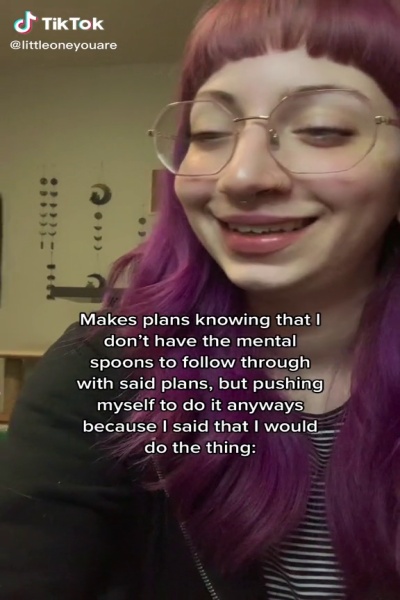 TikTok
@littleoneyouare
Makes plans knowing that I
don't have the mental
spoons to follow through
with said plans, but pushing
myself to do it anyways
because I said that I would
do the thing: